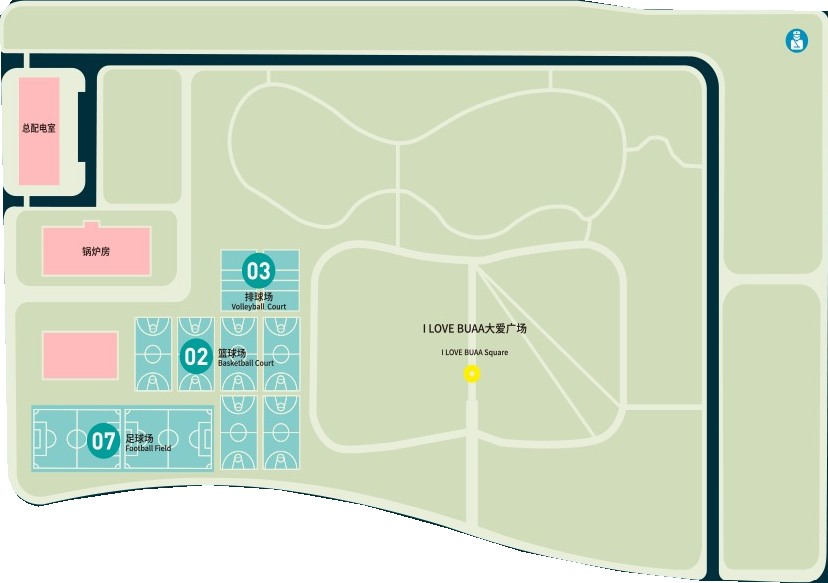 总配电室
锅炉房
03
排球场
Volleyball Court
02
篮球场
Basketball Court
07
足球场
Football Field
I LOVE BUAA大爱广场
I LOVE BUAA Square